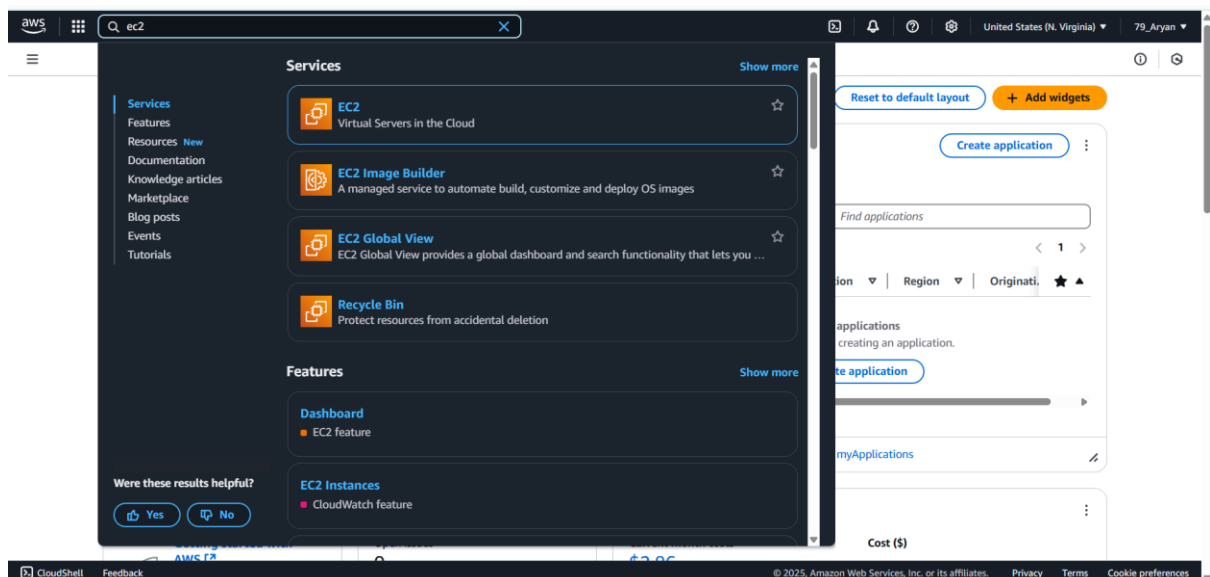 aws
ec2
United States (N. Virginia)
79_Aryan
Services
Features
Resources New
Documentation
Knowledge articles
Marketplace
Blog posts
Events
Tutorials
Were these results helpful?
Yes
No
Services
Show more
EC2
Virtual Servers in the Cloud
EC2 Image Builder
A managed service to automate build, customize and deploy OS images
EC2 Global View
EC2 Global View provides a global dashboard and search functionality that lets you ...
Recycle Bin
Protect resources from accidental deletion
Features
Show more
Dashboard
EC2 feature
EC2 Instances
CloudWatch feature
Reset to default layout
+ Add widgets
Create application
Find applications
1
ion
Region
Originati
applications
creating an application.
te application
myApplications
Cost ($)
AWS
CloudShell
Feedback
© 2025, Amazon Web Services, Inc. or its affiliates.
Privacy
Terms
Cookie preferences